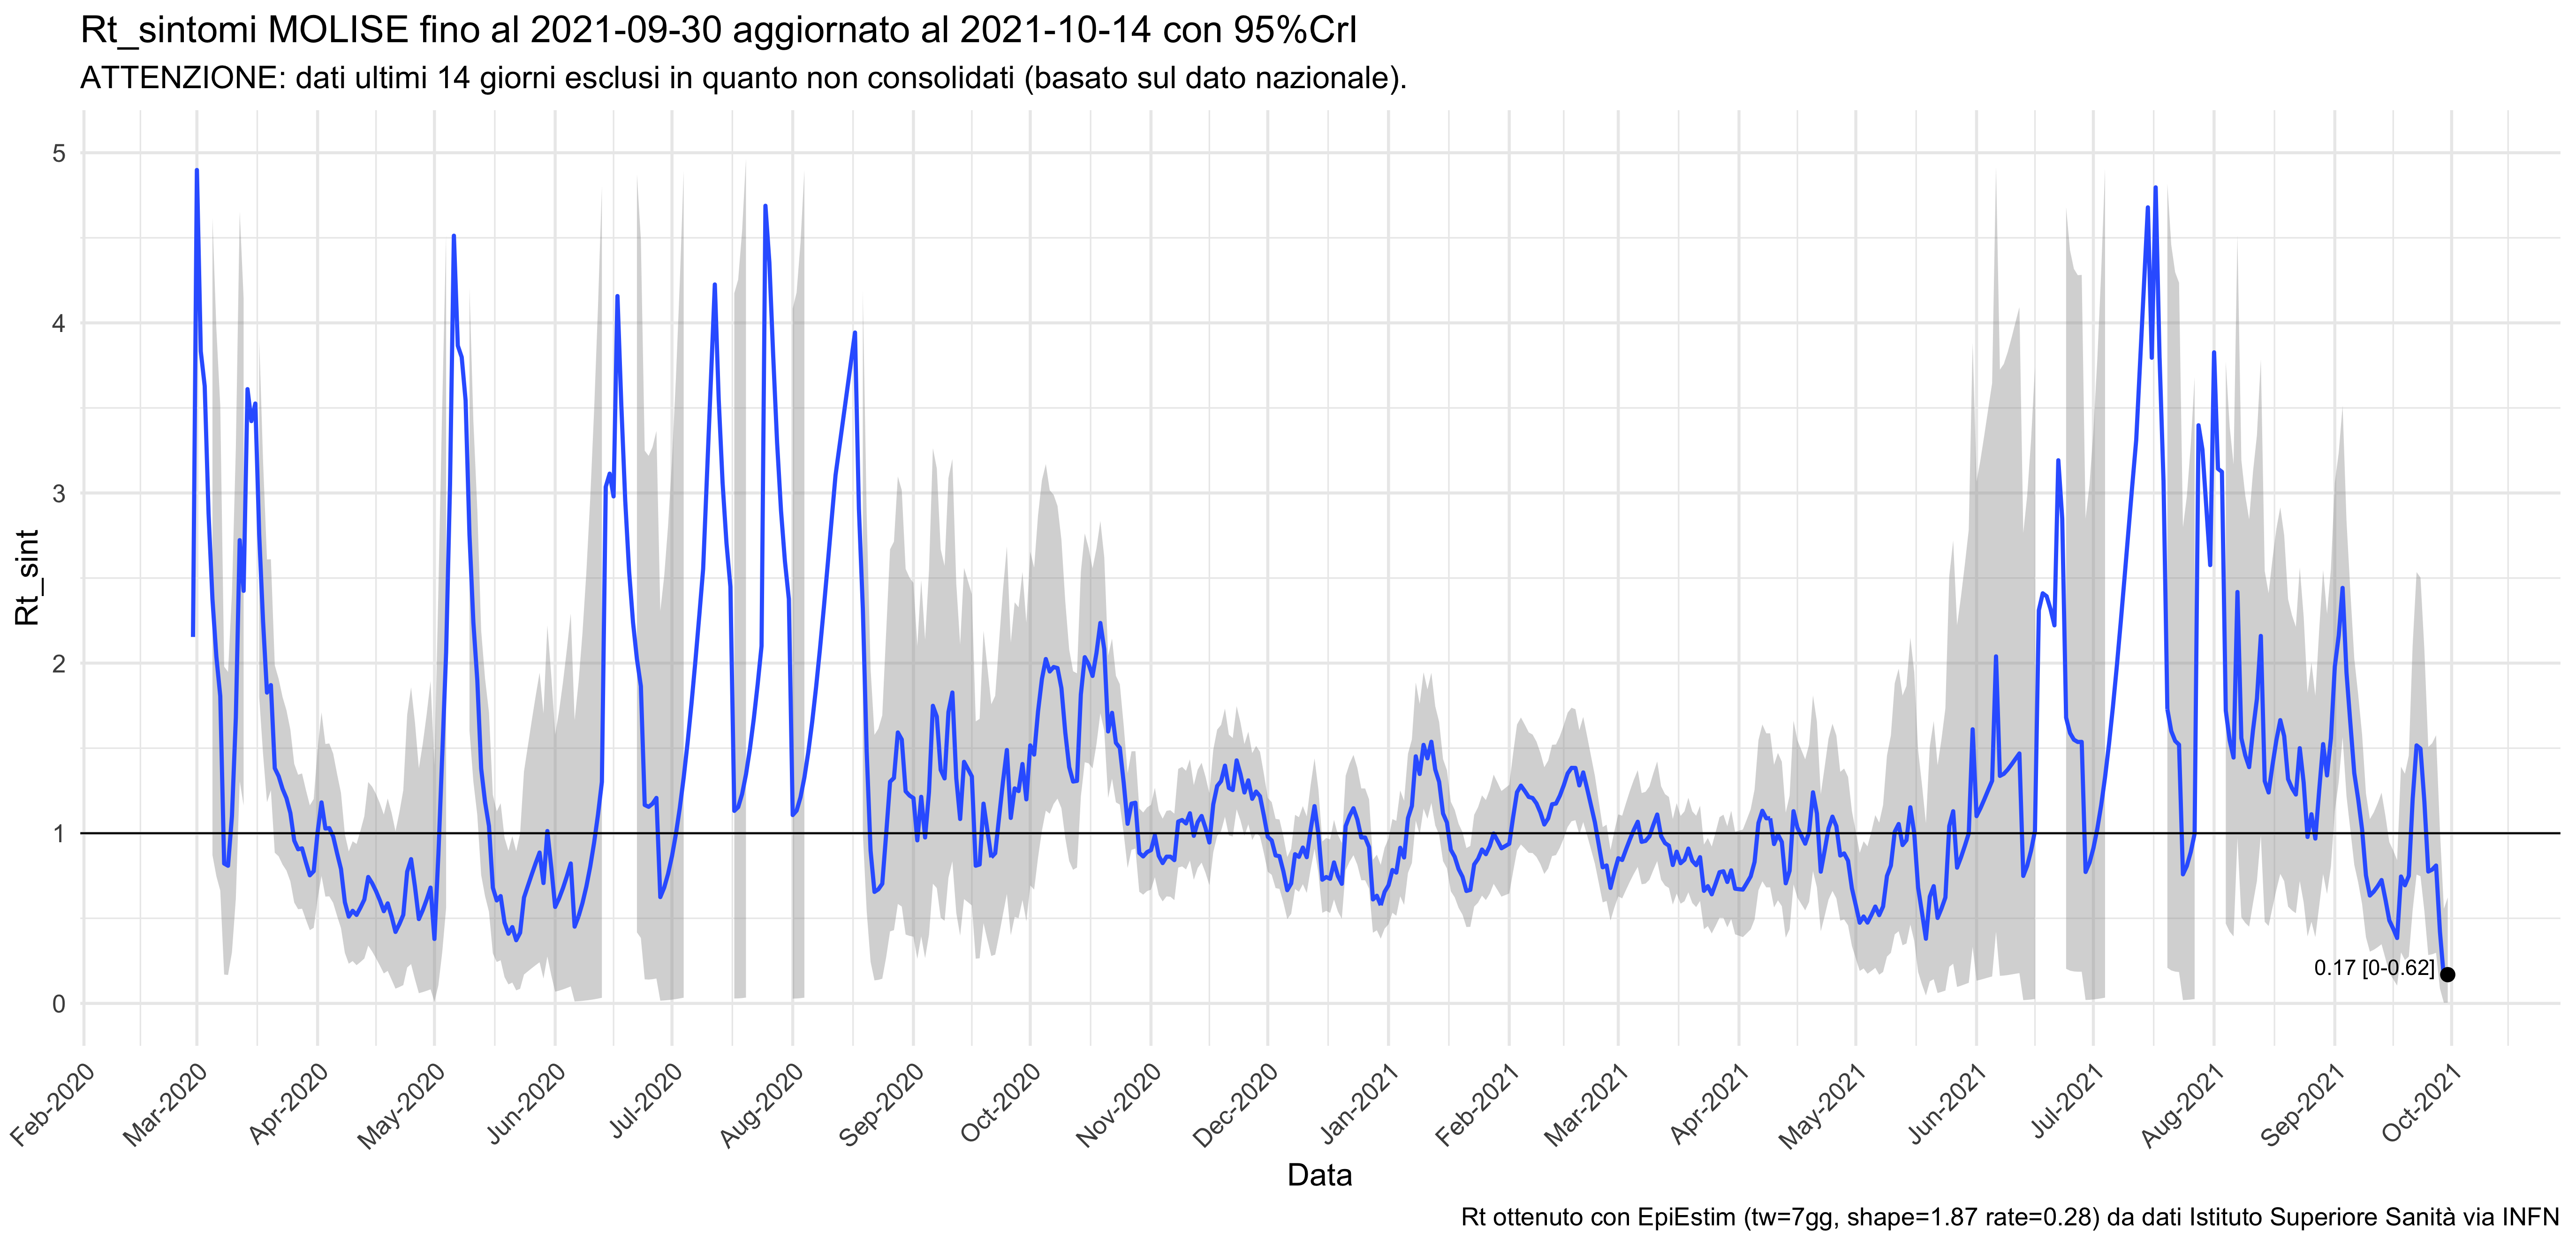 Rt_sintomi MOLISE fino al 2021-09-30 aggiornato al 2021-10-14 con 95%CrI
ATTENZIONE: dati ultimi 14 giorni esclusi in quanto non consolidati (basato sul dato nazionale).
5
4
3
2
1
0
Rt_sint
0.17 [0-0.62]
Feb-2020
Mar-2020
Apr-2020
May-2020
Jun-2020
Jul-2020
Aug-2020
Sep-2020
Oct-2020
Nov-2020
Dec-2020
Jan-2021
Feb-2021
Mar-2021
Apr-2021
May-2021
Jun-2021
Jul-2021
Aug-2021
Sep-2021
Oct-2021
Data
Rt ottenuto con EpiEstim (tw=7gg, shape=1.87 rate=0.28) da dati Istituto Superiore Sanità via INFN